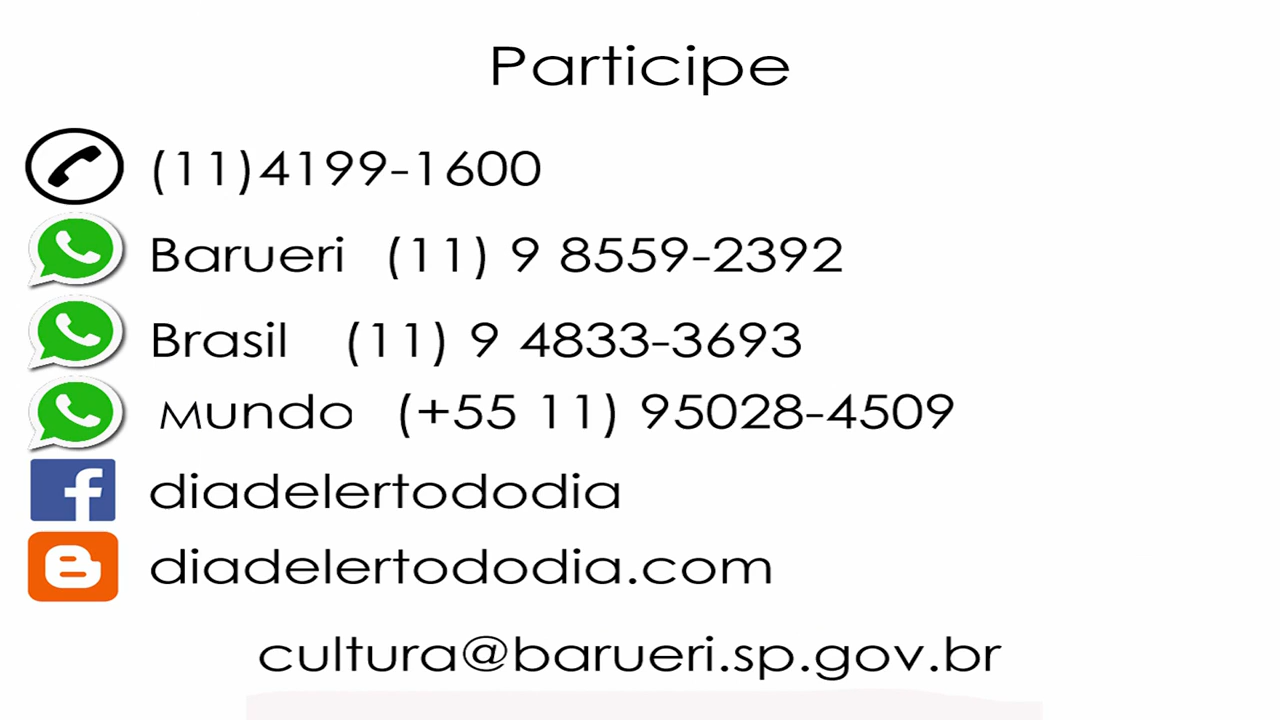 Participe
(11)4199-1600
Barueri (11) 9 8559-2392
Brasil (11) 9 4833-3693
Mundo (+55 11) 95028-4509
diadelertododia
diadelertododia.com
cultura@barueri.sp.gov.br